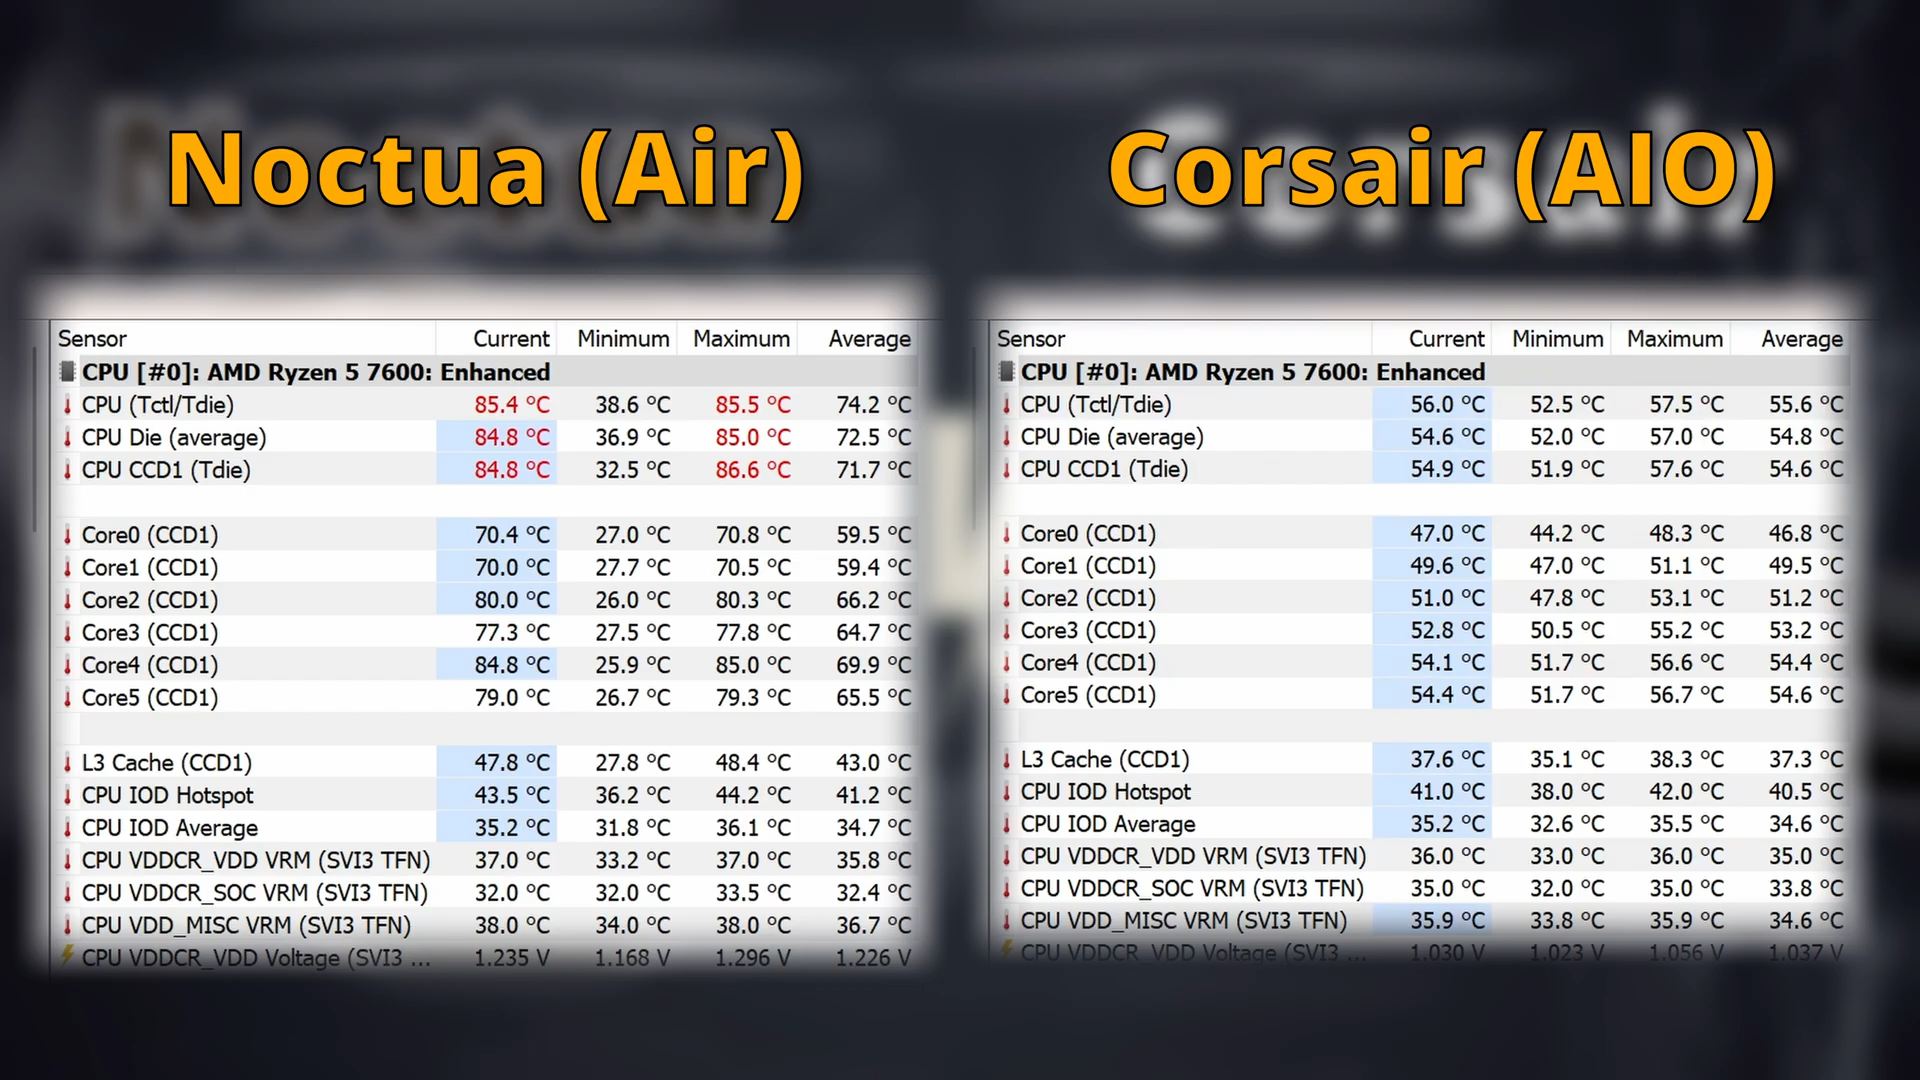 Noctua (Air)
Sensor Current Minimum Maximum Average
CPU [#0]: AMD Ryzen 5 7600: Enhanced
CPU (Tctl/Tdie) 85.4 °C 38.6 °C 85.5 °C 74.2 °C
CPU Die (average) 84.8 °C 36.9 °C 85.0 °C 72.5 °C
CPU CCD1 (Tdie) 84.8 °C 32.5 °C 86.6 °C 71.7 °C
Core0 (CCD1) 70.4 °C 27.0 °C 70.8 °C 59.5 °C
Core1 (CCD1) 70.0 °C 27.7 °C 70.5 °C 59.4 °C
Core2 (CCD1) 80.0 °C 26.0 °C 80.3 °C 66.2 °C
Core3 (CCD1) 77.3 °C 27.5 °C 77.8 °C 64.7 °C
Core4 (CCD1) 84.8 °C 25.9 °C 85.0 °C 69.9 °C
Core5 (CCD1) 79.0 °C 26.7 °C 79.3 °C 65.5 °C
L3 Cache (CCD1) 47.8 °C 27.8 °C 48.4 °C 43.0 °C
CPU IOD Hotspot 43.5 °C 36.2 °C 44.2 °C 41.2 °C
CPU IOD Average 35.2 °C 31.8 °C 36.1 °C 34.7 °C
CPU VDDCR_VDD VRM (SVI3 TFN) 37.0 °C 33.2 °C 37.0 °C 35.8 °C
CPU VDDCR_SOC VRM (SVI3 TFN) 32.0 °C 32.0 °C 33.5 °C 32.4 °C
CPU VDD_MISC VRM (SVI3 TFN) 38.0 °C 34.0 °C 38.0 °C 36.7 °C
CPU VDDCR_VDD Voltage (SVI3 ... 1.235 V 1.168 V 1.296 V 1.226 V
Corsair (AIO)
Sensor Current Minimum Maximum Average
CPU [#0]: AMD Ryzen 5 7600: Enhanced
CPU (Tctl/Tdie) 56.0 °C 52.5 °C 57.5 °C 55.6 °C
CPU Die (average) 54.6 °C 52.0 °C 57.0 °C 54.8 °C
CPU CCD1 (Tdie) 54.9 °C 51.9 °C 57.6 °C 54.6 °C
Core0 (CCD1) 47.0 °C 44.2 °C 48.3 °C 46.8 °C
Core1 (CCD1) 49.6 °C 47.0 °C 51.1 °C 49.5 °C
Core2 (CCD1) 51.0 °C 47.8 °C 53.1 °C 51.2 °C
Core3 (CCD1) 52.8 °C 50.5 °C 55.2 °C 53.2 °C
Core4 (CCD1) 54.1 °C 51.7 °C 56.6 °C 54.4 °C
Core5 (CCD1) 54.4 °C 51.7 °C 56.7 °C 54.6 °C
L3 Cache (CCD1) 37.6 °C 35.1 °C 38.3 °C 37.3 °C
CPU IOD Hotspot 41.0 °C 38.0 °C 42.0 °C 40.5 °C
CPU IOD Average 35.2 °C 32.6 °C 35.5 °C 34.6 °C
CPU VDDCR_VDD VRM (SVI3 TFN) 36.0 °C 33.0 °C 36.0 °C 35.0 °C
CPU VDDCR_SOC VRM (SVI3 TFN) 35.0 °C 32.0 °C 35.0 °C 33.8 °C
CPU VDD_MISC VRM (SVI3 TFN) 35.9 °C 33.8 °C 35.9 °C 34.6 °C
CPU VDDCR_VDD Voltage (SVI3 ... 1.030 V 1.023 V 1.056 V 1.037 V